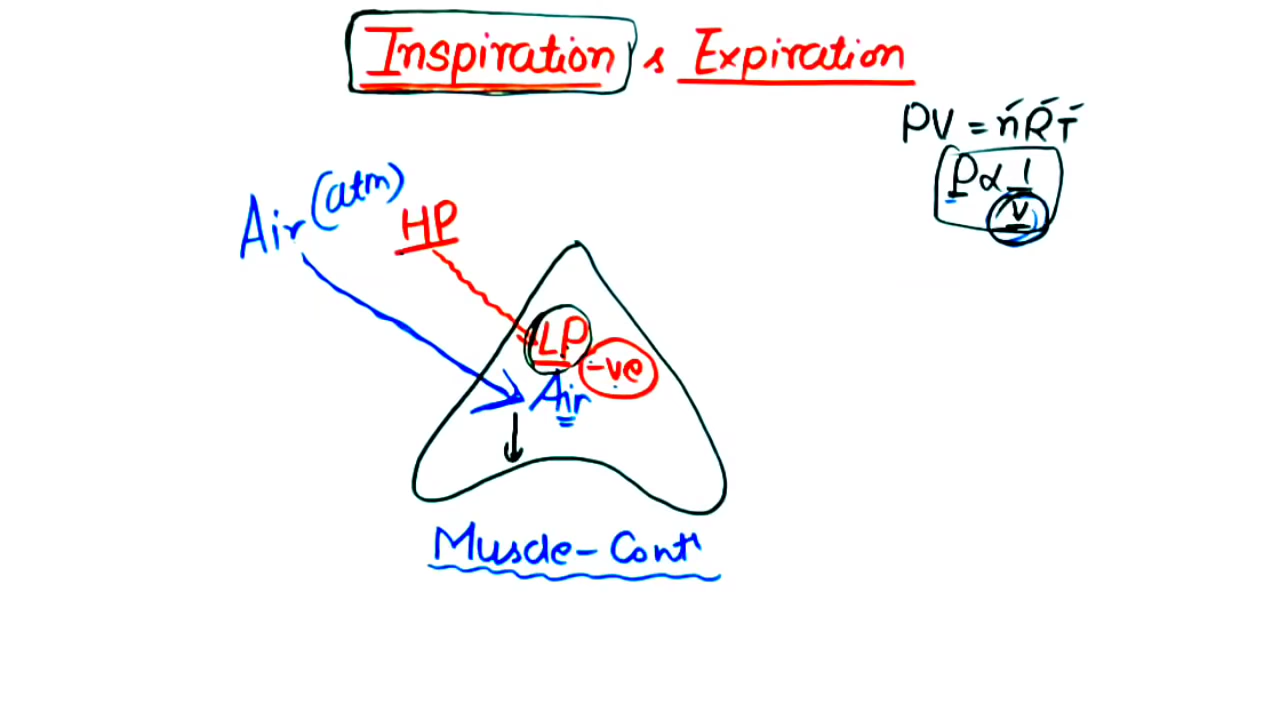 Inspiration & Expiration
PV = nRT
P ∝ 1/V
Air (atm)
HP
LP
-ve
Air
Muscle-Contⁿ